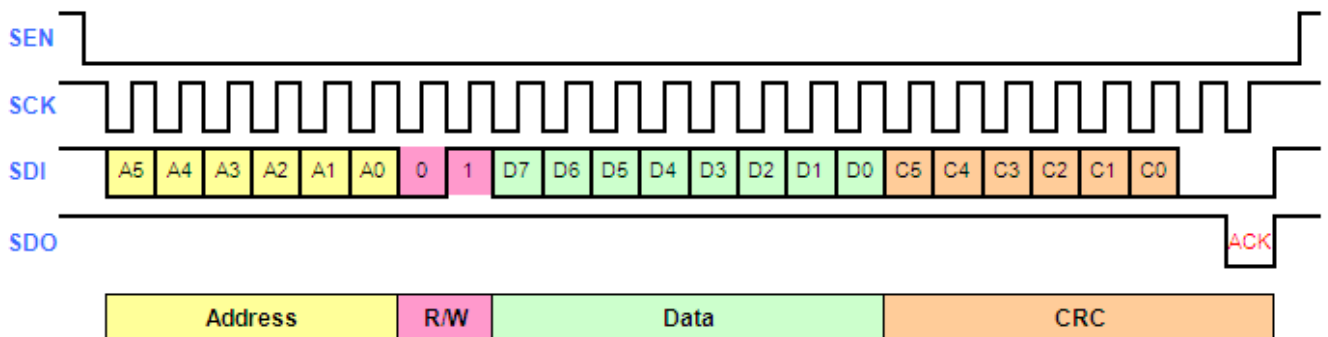 SEN
SCK
SDI A5 A4 A3 A2 A1 A0 0 1 D7 D6 D5 D4 D3 D2 D1 D0 C5 C4 C3 C2 C1 C0
SDO ACK
Address R/W Data CRC